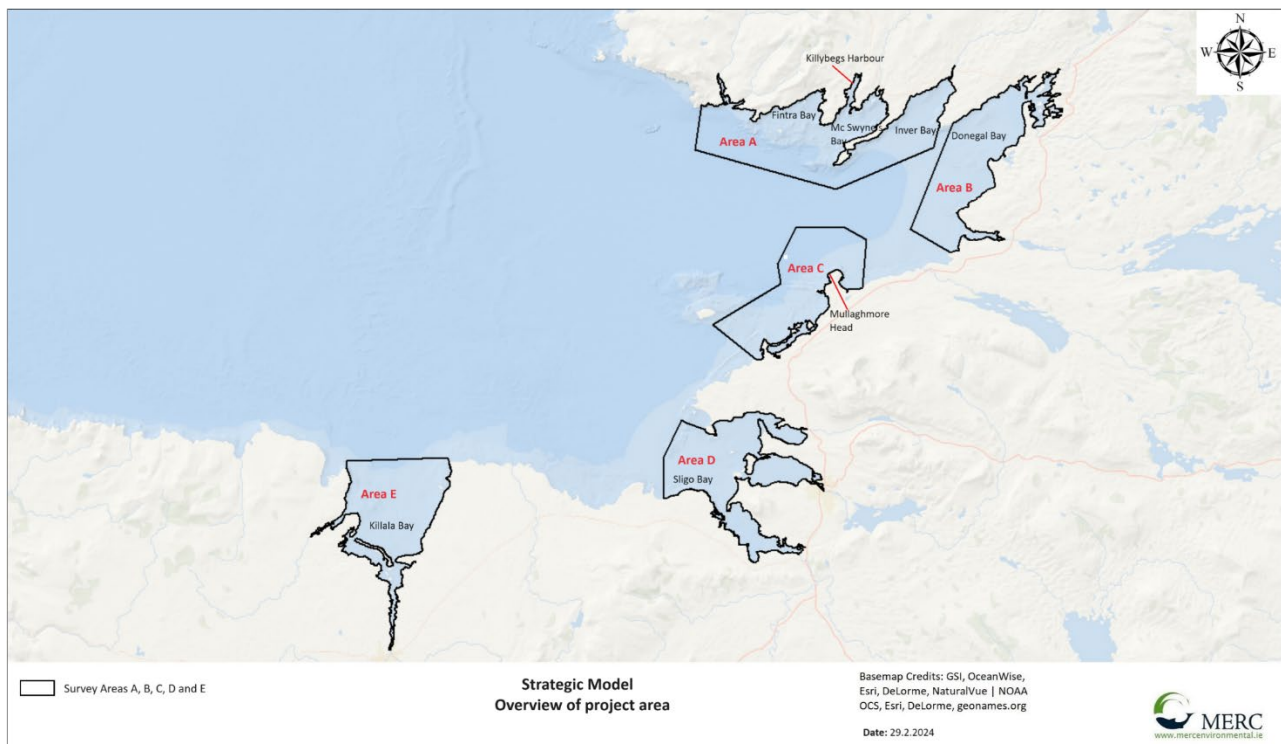 N
W E
S
Killybegs Harbour
Fintra Bay
Mc Swynes
Bay
Inver Bay
Donegal Bay
Area A
Area B
Area C
Mullaghmore
Head
Area D
Sligo Bay
Area E
Killala Bay
Survey Areas A, B, C, D and E
Strategic Model
Overview of project area
Basemap Credits: GSI, OceanWise,
Esri, DeLorme, NaturalVue | NOAA
OCS, Esri, DeLorme, geonames.org
Date: 29.2.2024
MERC
www.mercenvironmental.ie